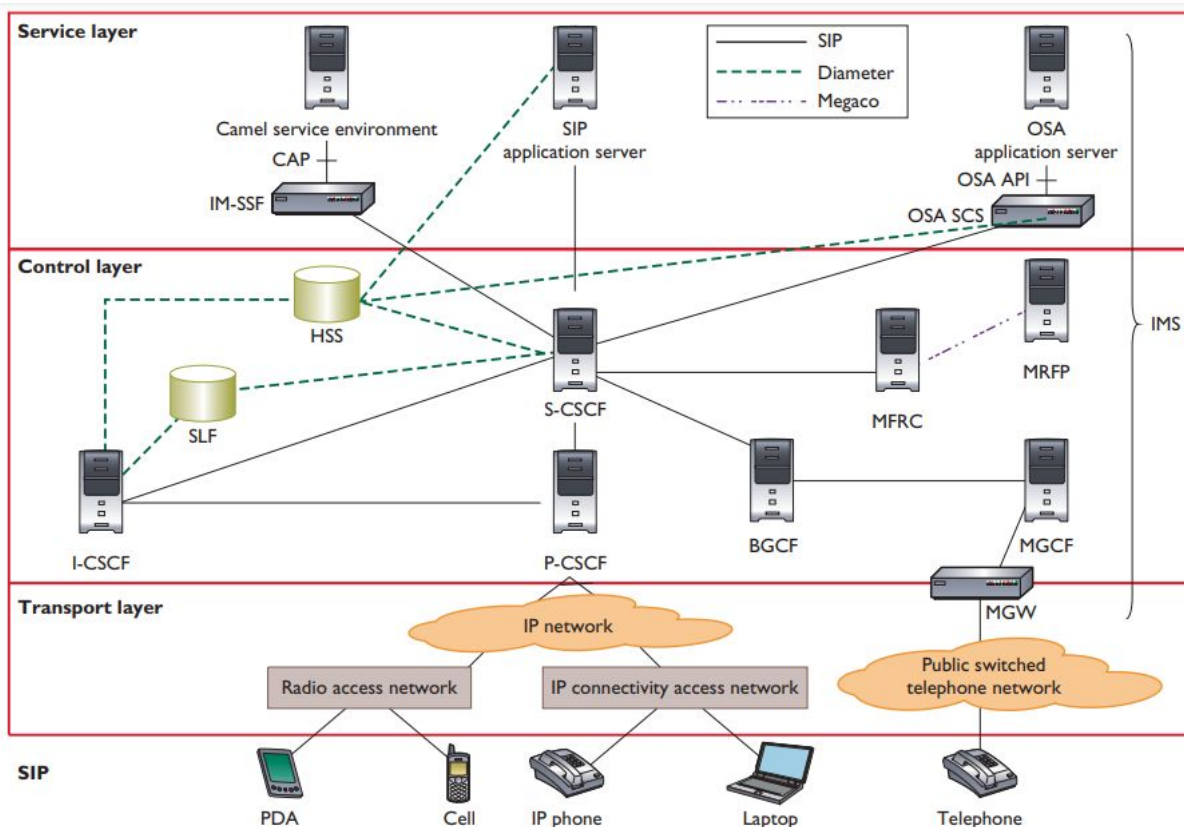 Service layer
SIP
Diameter
Megaco
Camel service environment
SIP
application server
OSA
application server
CAP
OSA API
IM-SSF
OSA SCS
Control layer
HSS
IMS
MRFP
S-CSCF
MFRC
SLF
I-CSCF
P-CSCF
BGCF
MGCF
Transport layer
MGW
IP network
Radio access network
IP connectivity access network
Public switched
telephone network
SIP
PDA
Cell
IP phone
Laptop
Telephone